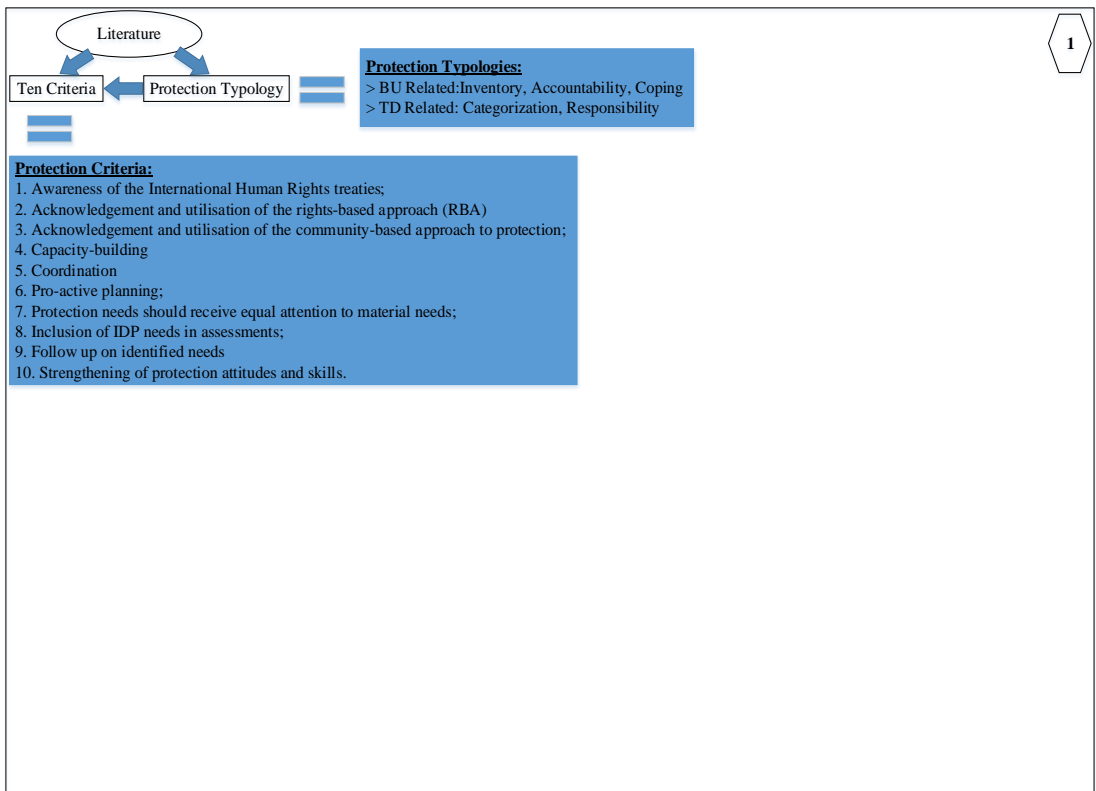 Literature
1
Ten Criteria
Protection Typology
Protection Typologies:
> BU Related:Inventory, Accountability, Coping
> TD Related: Categorization, Responsibility
Protection Criteria:
1. Awareness of the International Human Rights treaties;
2. Acknowledgement and utilisation of the rights-based approach (RBA)
3. Acknowledgement and utilisation of the community-based approach to protection;
4. Capacity-building
5. Coordination
6. Pro-active planning;
7. Protection needs should receive equal attention to material needs;
8. Inclusion of IDP needs in assessments;
9. Follow up on identified needs
10. Strengthening of protection attitudes and skills.